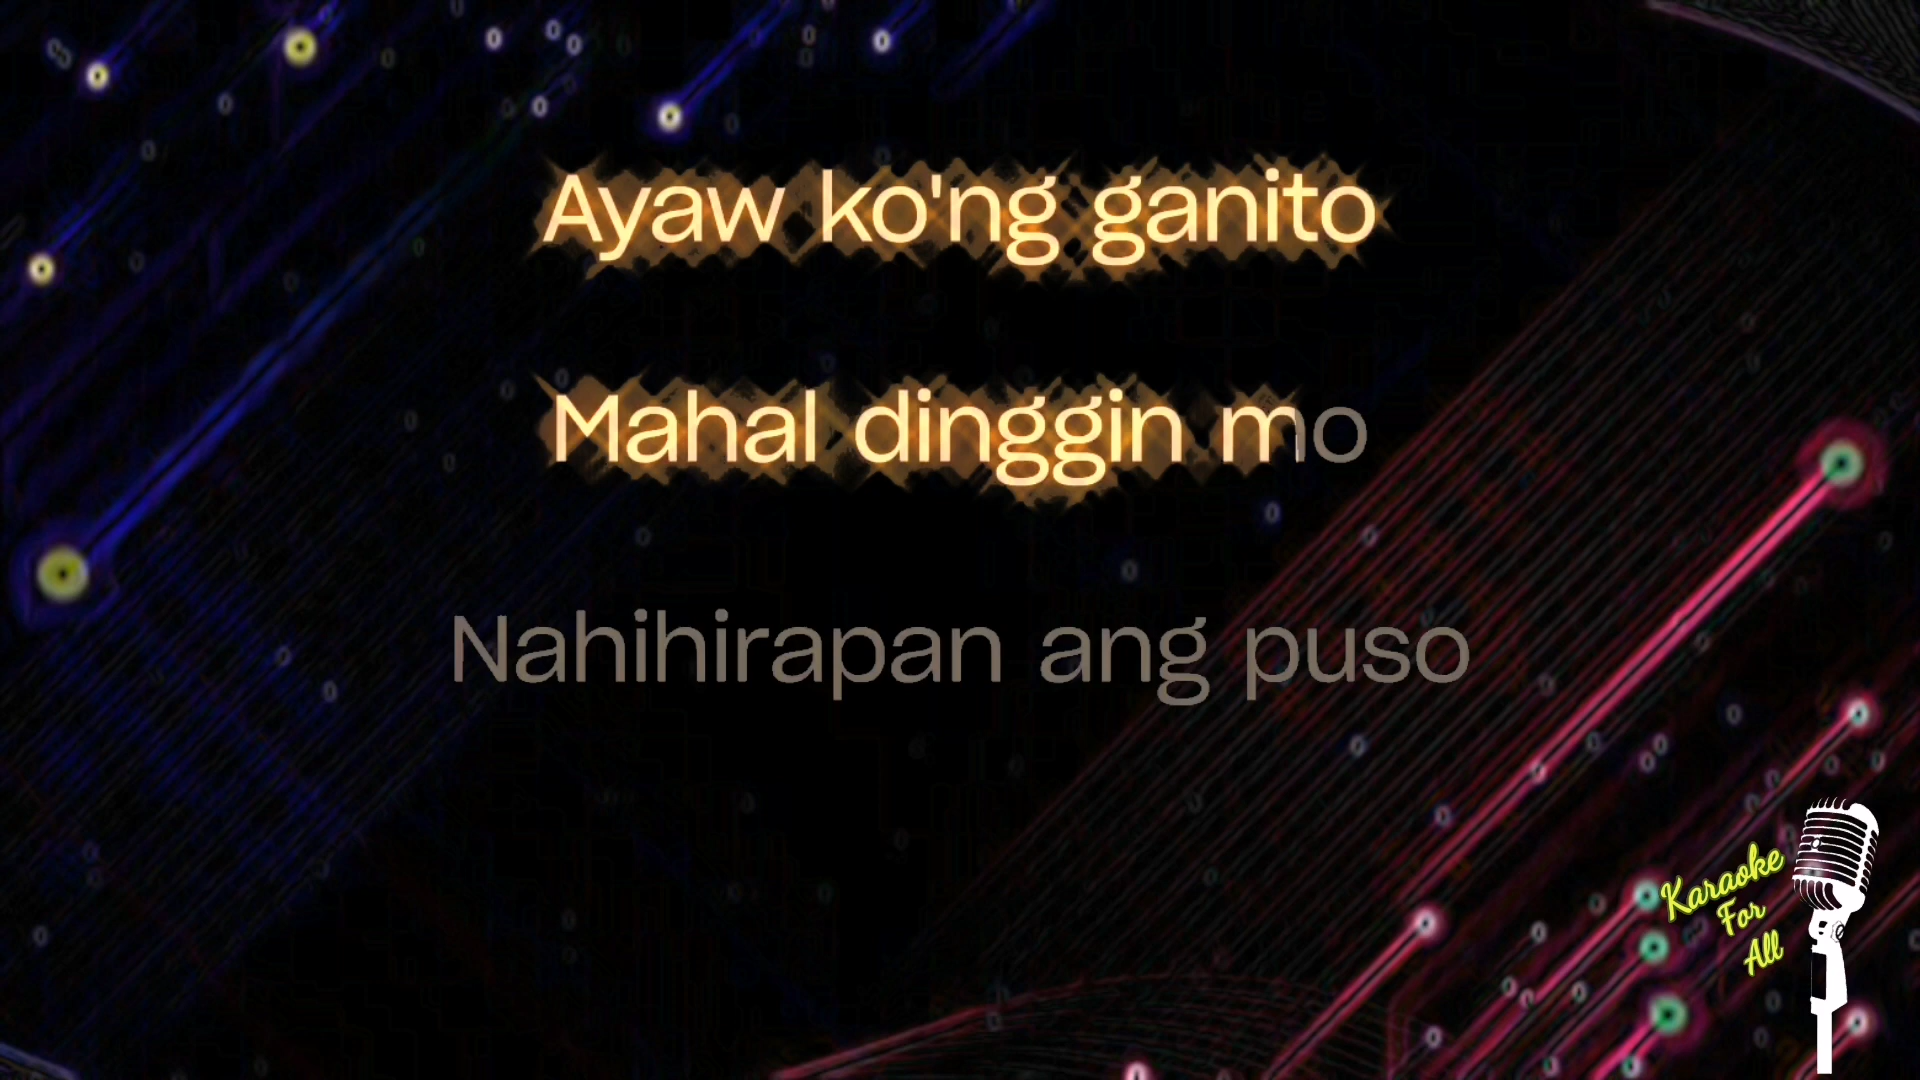 Ayaw ko'ng ganito
Mahal dinggin mo
Nahihirapan ang puso
Karaoke
For
All